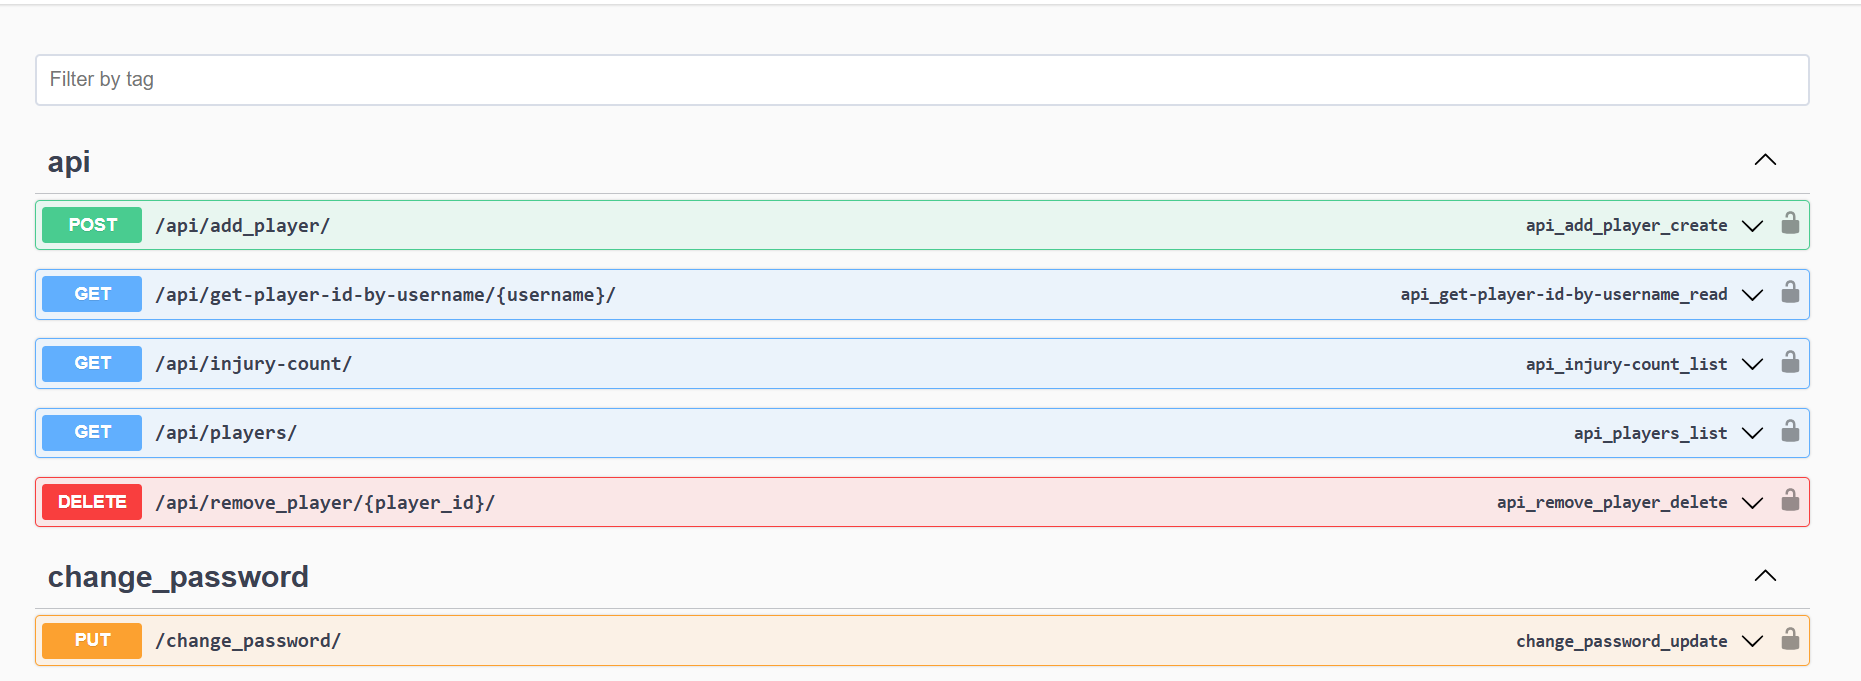 Filter by tag
api
POST /api/add_player/ api_add_player_create
GET /api/get-player-id-by-username/{username}/ api_get-player-id-by-username_read
GET /api/injury-count/ api_injury-count_list
GET /api/players/ api_players_list
DELETE /api/remove_player/{player_id}/ api_remove_player_delete
change_password
PUT /change_password/ change_password_update